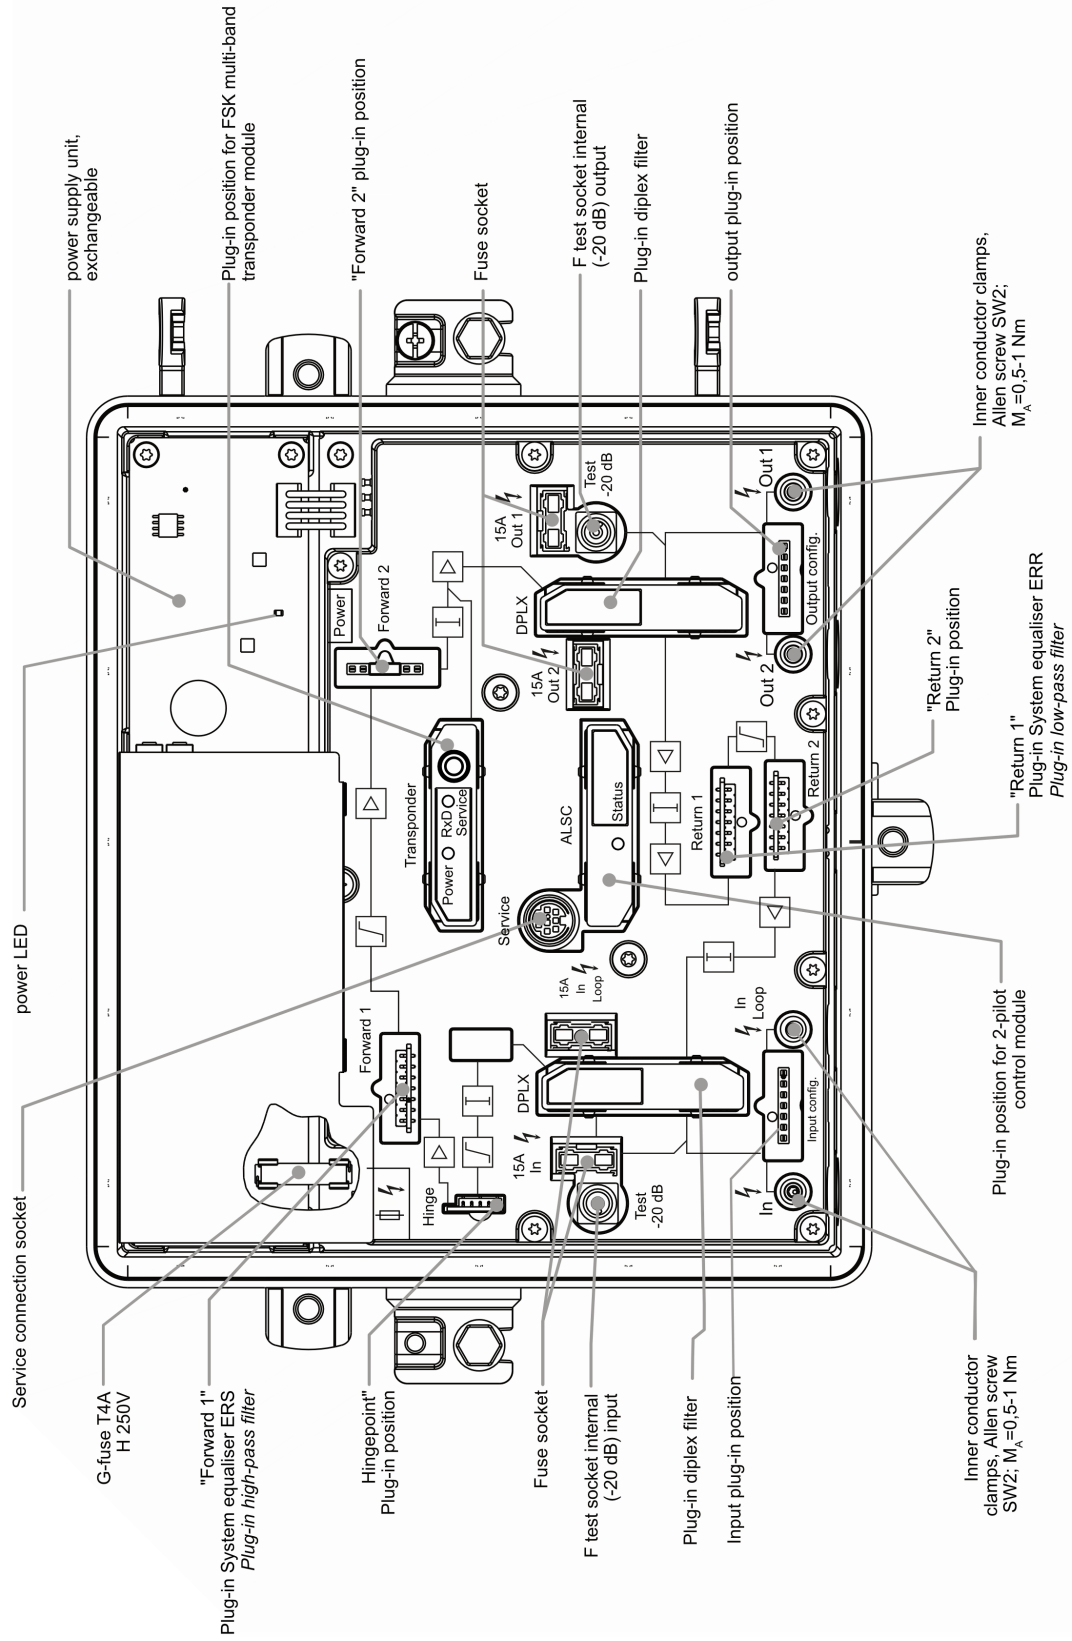 Service connection socket
power LED
power supply unit,
exchangeable
Plug-in position for FSK multi-band
transponder module
"Forward 2" plug-in position
Fuse socket
F test socket internal
(-20 dB) output
Plug-in diplex filter
output plug-in position
Inner conductor clamps,
Allen screw SW2;
MA=0,5-1 Nm
"Return 2"
Plug-in position
"Return 1"
Plug-in System equaliser ERR
Plug-in low-pass filter
Plug-in position for 2-pilot
control module
G-fuse T4A
H 250V
"Forward 1"
Plug-in System equaliser ERS
Plug-in high-pass filter
Hingepoint"
Plug-in position
Fuse socket
F test socket internal
(-20 dB) input
Plug-in diplex filter
Input plug-in position
Inner conductor
clamps, Allen screw
SW2; MA=0,5-1 Nm
Power
Forward 2
Forward 1
Hinge
Transponder
Power
RxD
Service
Service
ALSC
Status
15A
Out 1
Test
-20 dB
DPLX
15A
Out 2
Out 1
Output config.
Out 2
Return 1
Return 2
15A
In
Loop
DPLX
15A
In
Test
-20 dB
In
Loop
Input config.
In